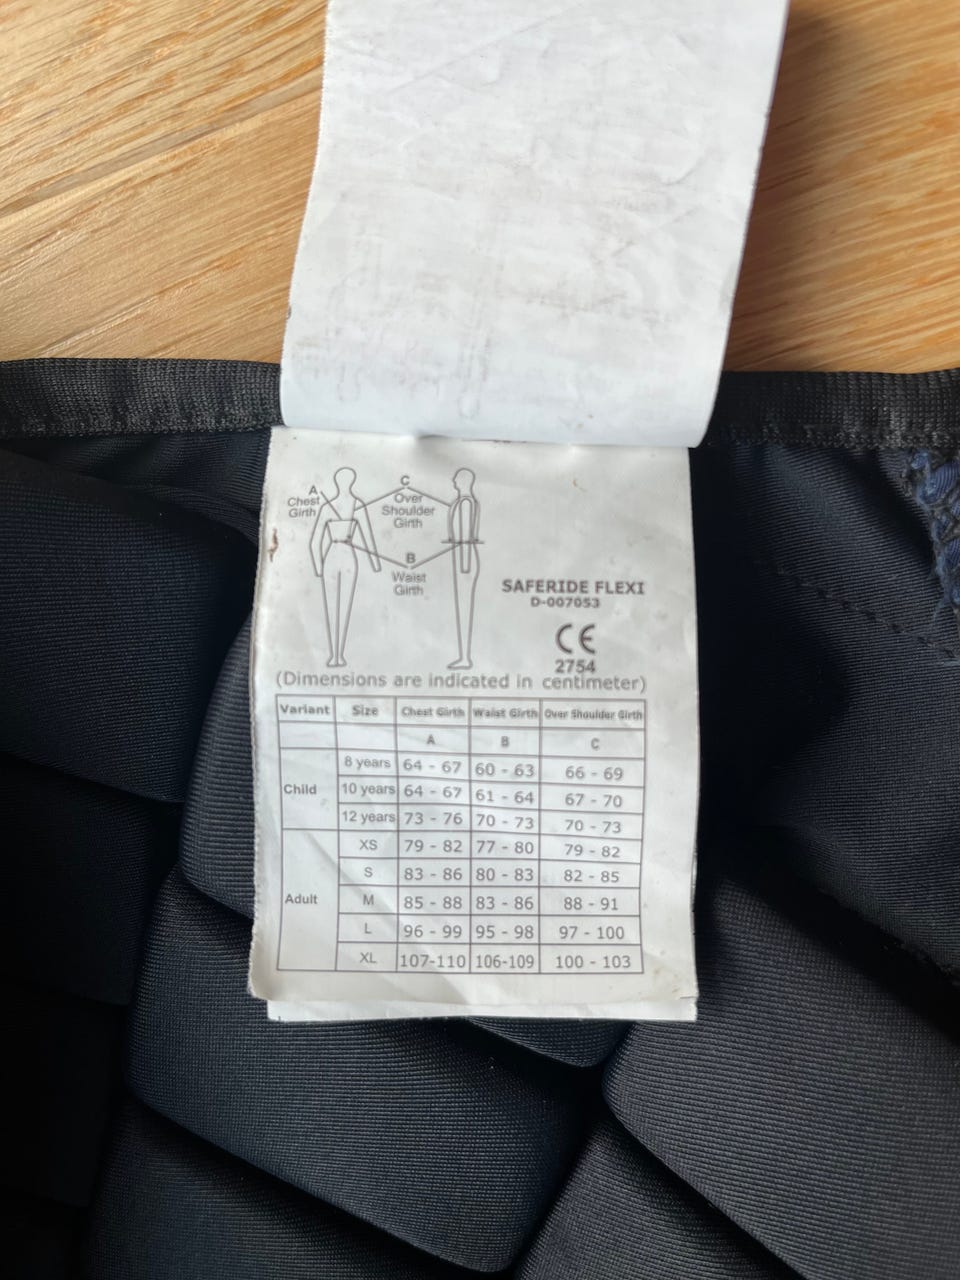 A
Chest
Girth
C
Over
Shoulder
Girth
B
Waist
Girth
SAFERIDE FLEXI
D-007053
CE
2754
(Dimensions are indicated in centimeter)
Variant Size Chest Girth Waist Girth Over Shoulder Girth
A B C
Child
8 years 64 - 67 60 - 63 66 - 69
10 years 64 - 67 61 - 64 67 - 70
12 years 73 - 76 70 - 73 70 - 73
Adult
XS 79 - 82 77 - 80 79 - 82
S 83 - 86 80 - 83 82 - 85
M 85 - 88 83 - 86 88 - 91
L 96 - 99 95 - 98 97 - 100
XL 107-110 106-109 100 - 103